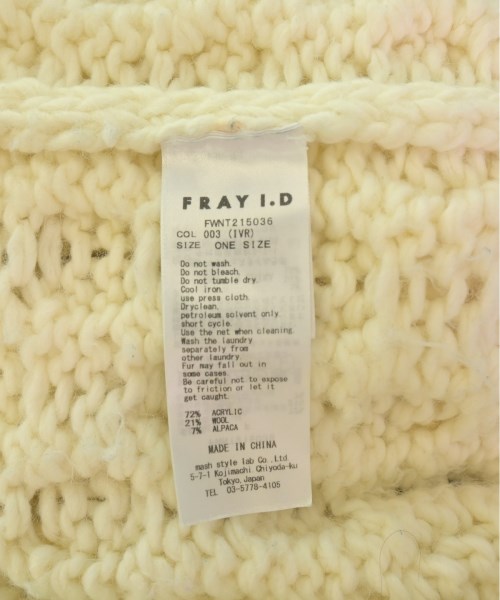 FRAY I.D
FWNT215036
COL 003 (IVR)
SIZE ONE SIZE
Do not wash.
Do not bleach.
Do not tumble dry.
Cool iron.
use press cloth.
Dryclean.
petroleum solvent only
short cycle.
Use the net when cleaning.
Wash the laundry
separately from
other laundry.
Fur may fall out in
some cases.
Be careful not to expose
to friction or let it
get caught.
72% ACRYLIC
21% WOOL
7% ALPACA
MADE IN CHINA
mash style lab Co., Ltd.
5-7-1 Kojimachi Chiyoda-ku
Tokyo, Japan
TEL 03-5778-4105